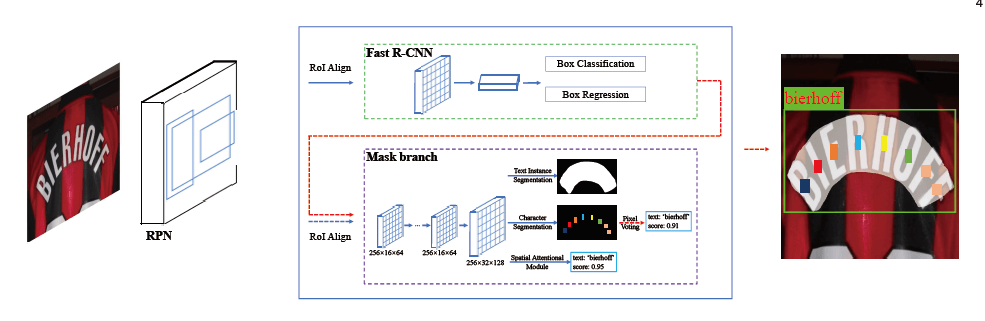 4
BIERHOFF
RPN
RoI Align
Fast R-CNN
Box Classification
Box Regression
Mask branch
RoI Align
256×16×64
...
256×16×64
256×32×128
Text Instance
Segmentation
Character
Segmentation
Pixel
Voting
text: 'bierhoff'
score: 0.91
Spatial Attentional
Module
text: 'bierhoff'
score: 0.95
bierhoff
BIERHOFF